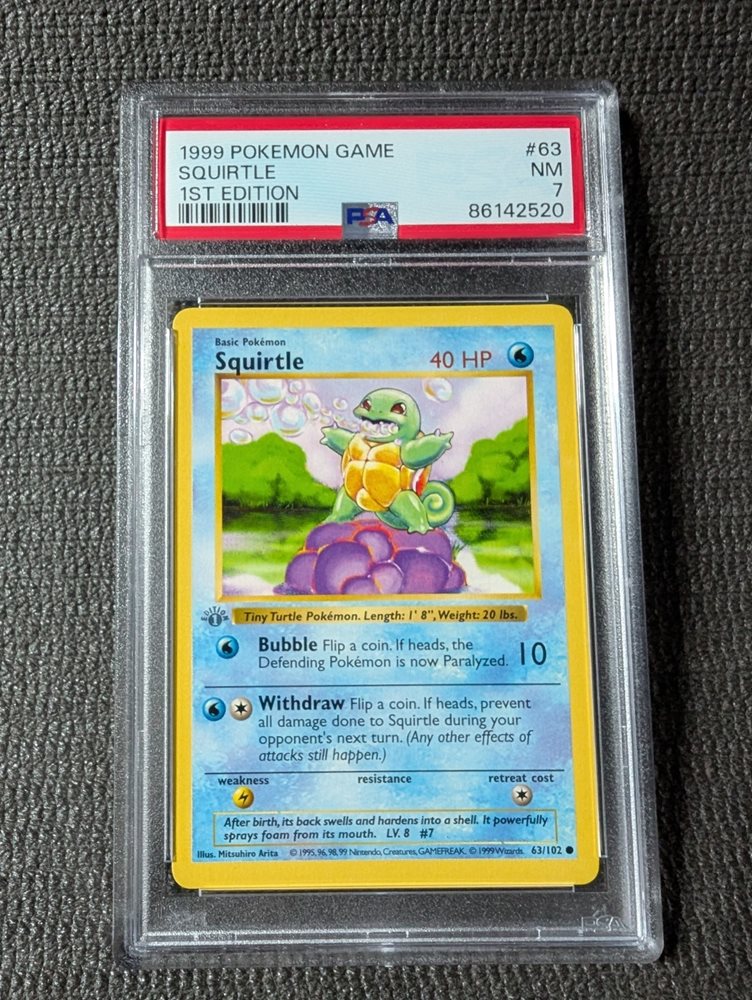 1999 POKEMON GAME #63
SQUIRTLE NM
1ST EDITION 7
PSA 86142520
Basic Pokémon
Squirtle 40 HP
EDITION 1
Tiny Turtle Pokémon. Length: 1' 8", Weight: 20 lbs.
Bubble Flip a coin. If heads, the
Defending Pokémon is now Paralyzed. 10
Withdraw Flip a coin. If heads, prevent
all damage done to Squirtle during your
opponent's next turn. (Any other effects of
attacks still happen.)
weakness resistance retreat cost
After birth, its back swells and hardens into a shell. It powerfully
sprays foam from its mouth. LV. 8 #7
Illus. Mitsuhiro Arita © 1995, 96, 98, 99 Nintendo, Creatures, GAMEFREAK. © 1999 Wizards. 63/102
PSA